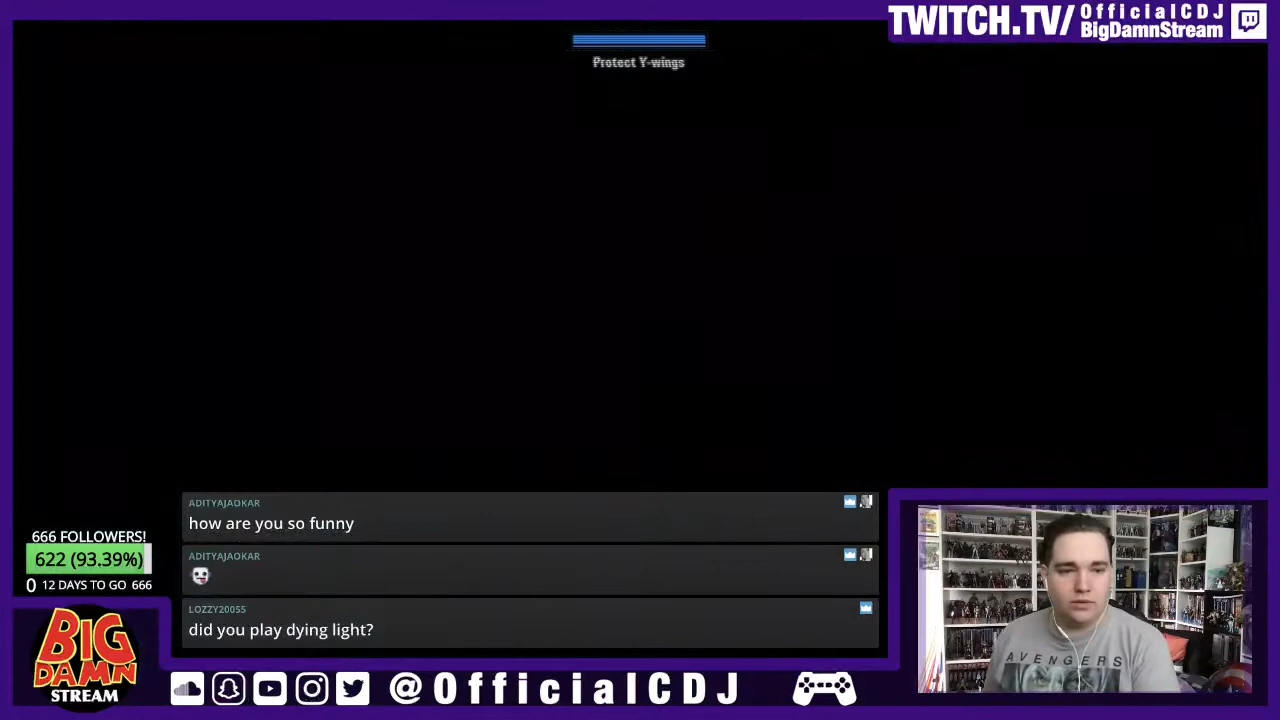 TWITCH.TV/ OfficialCDJ
BigDamnStream
Protect Y-wings
ADITYAJAOKAR
how are you so funny
ADITYAJAOKAR
LOZZY20055
did you play dying light?
666 FOLLOWERS!
622 (93.39%)
0 12 DAYS TO GO 666
BIG
DAMN
STREAM
@OfficialCDJ
AVENGERS